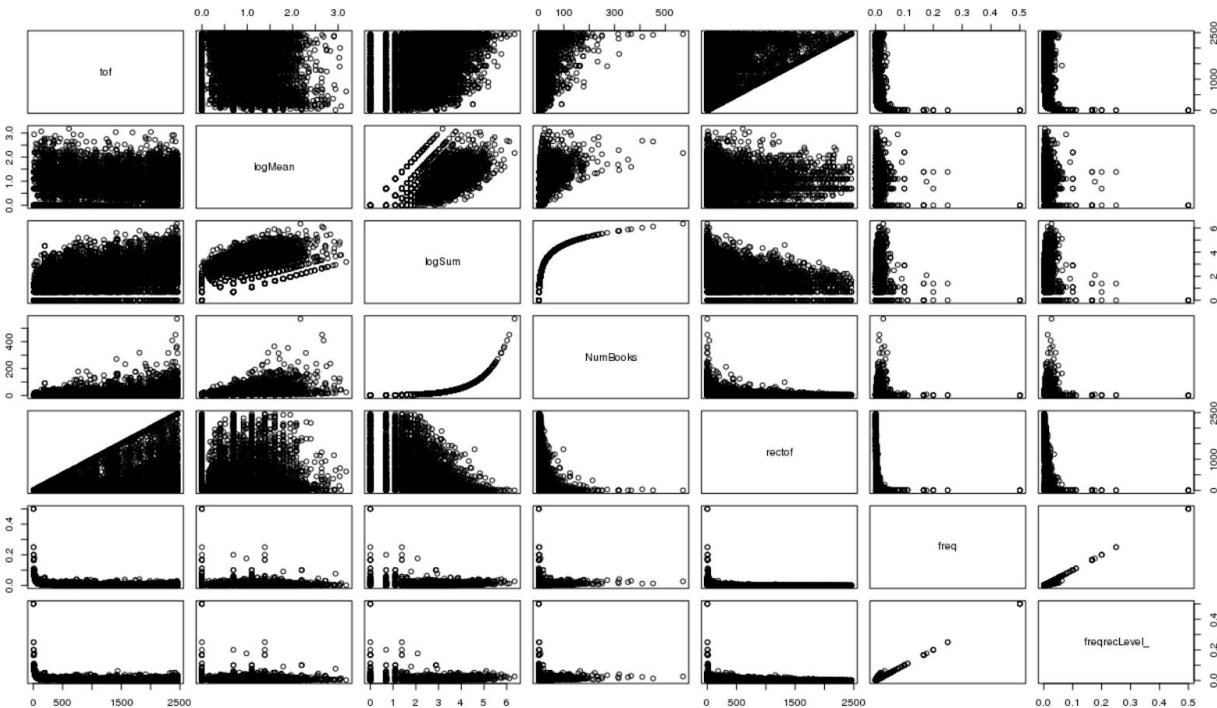 0.0 1.0 2.0 3.0 0 100 300 500 0.0 0.1 0.2 0.3 0.4 0.5
tof 0 1000 2500
0.0 1.0 2.0 3.0 logMean
logSum 0 2 4 6
0 200 400 NumBooks
rectof 0 1000 2500
0.0 0.2 0.4 freq
freqrecLevel_ 0.0 0.2 0.4
0 500 1500 2500 0 1 2 3 4 5 6 0 500 1500 2500 0.0 0.1 0.2 0.3 0.4 0.5